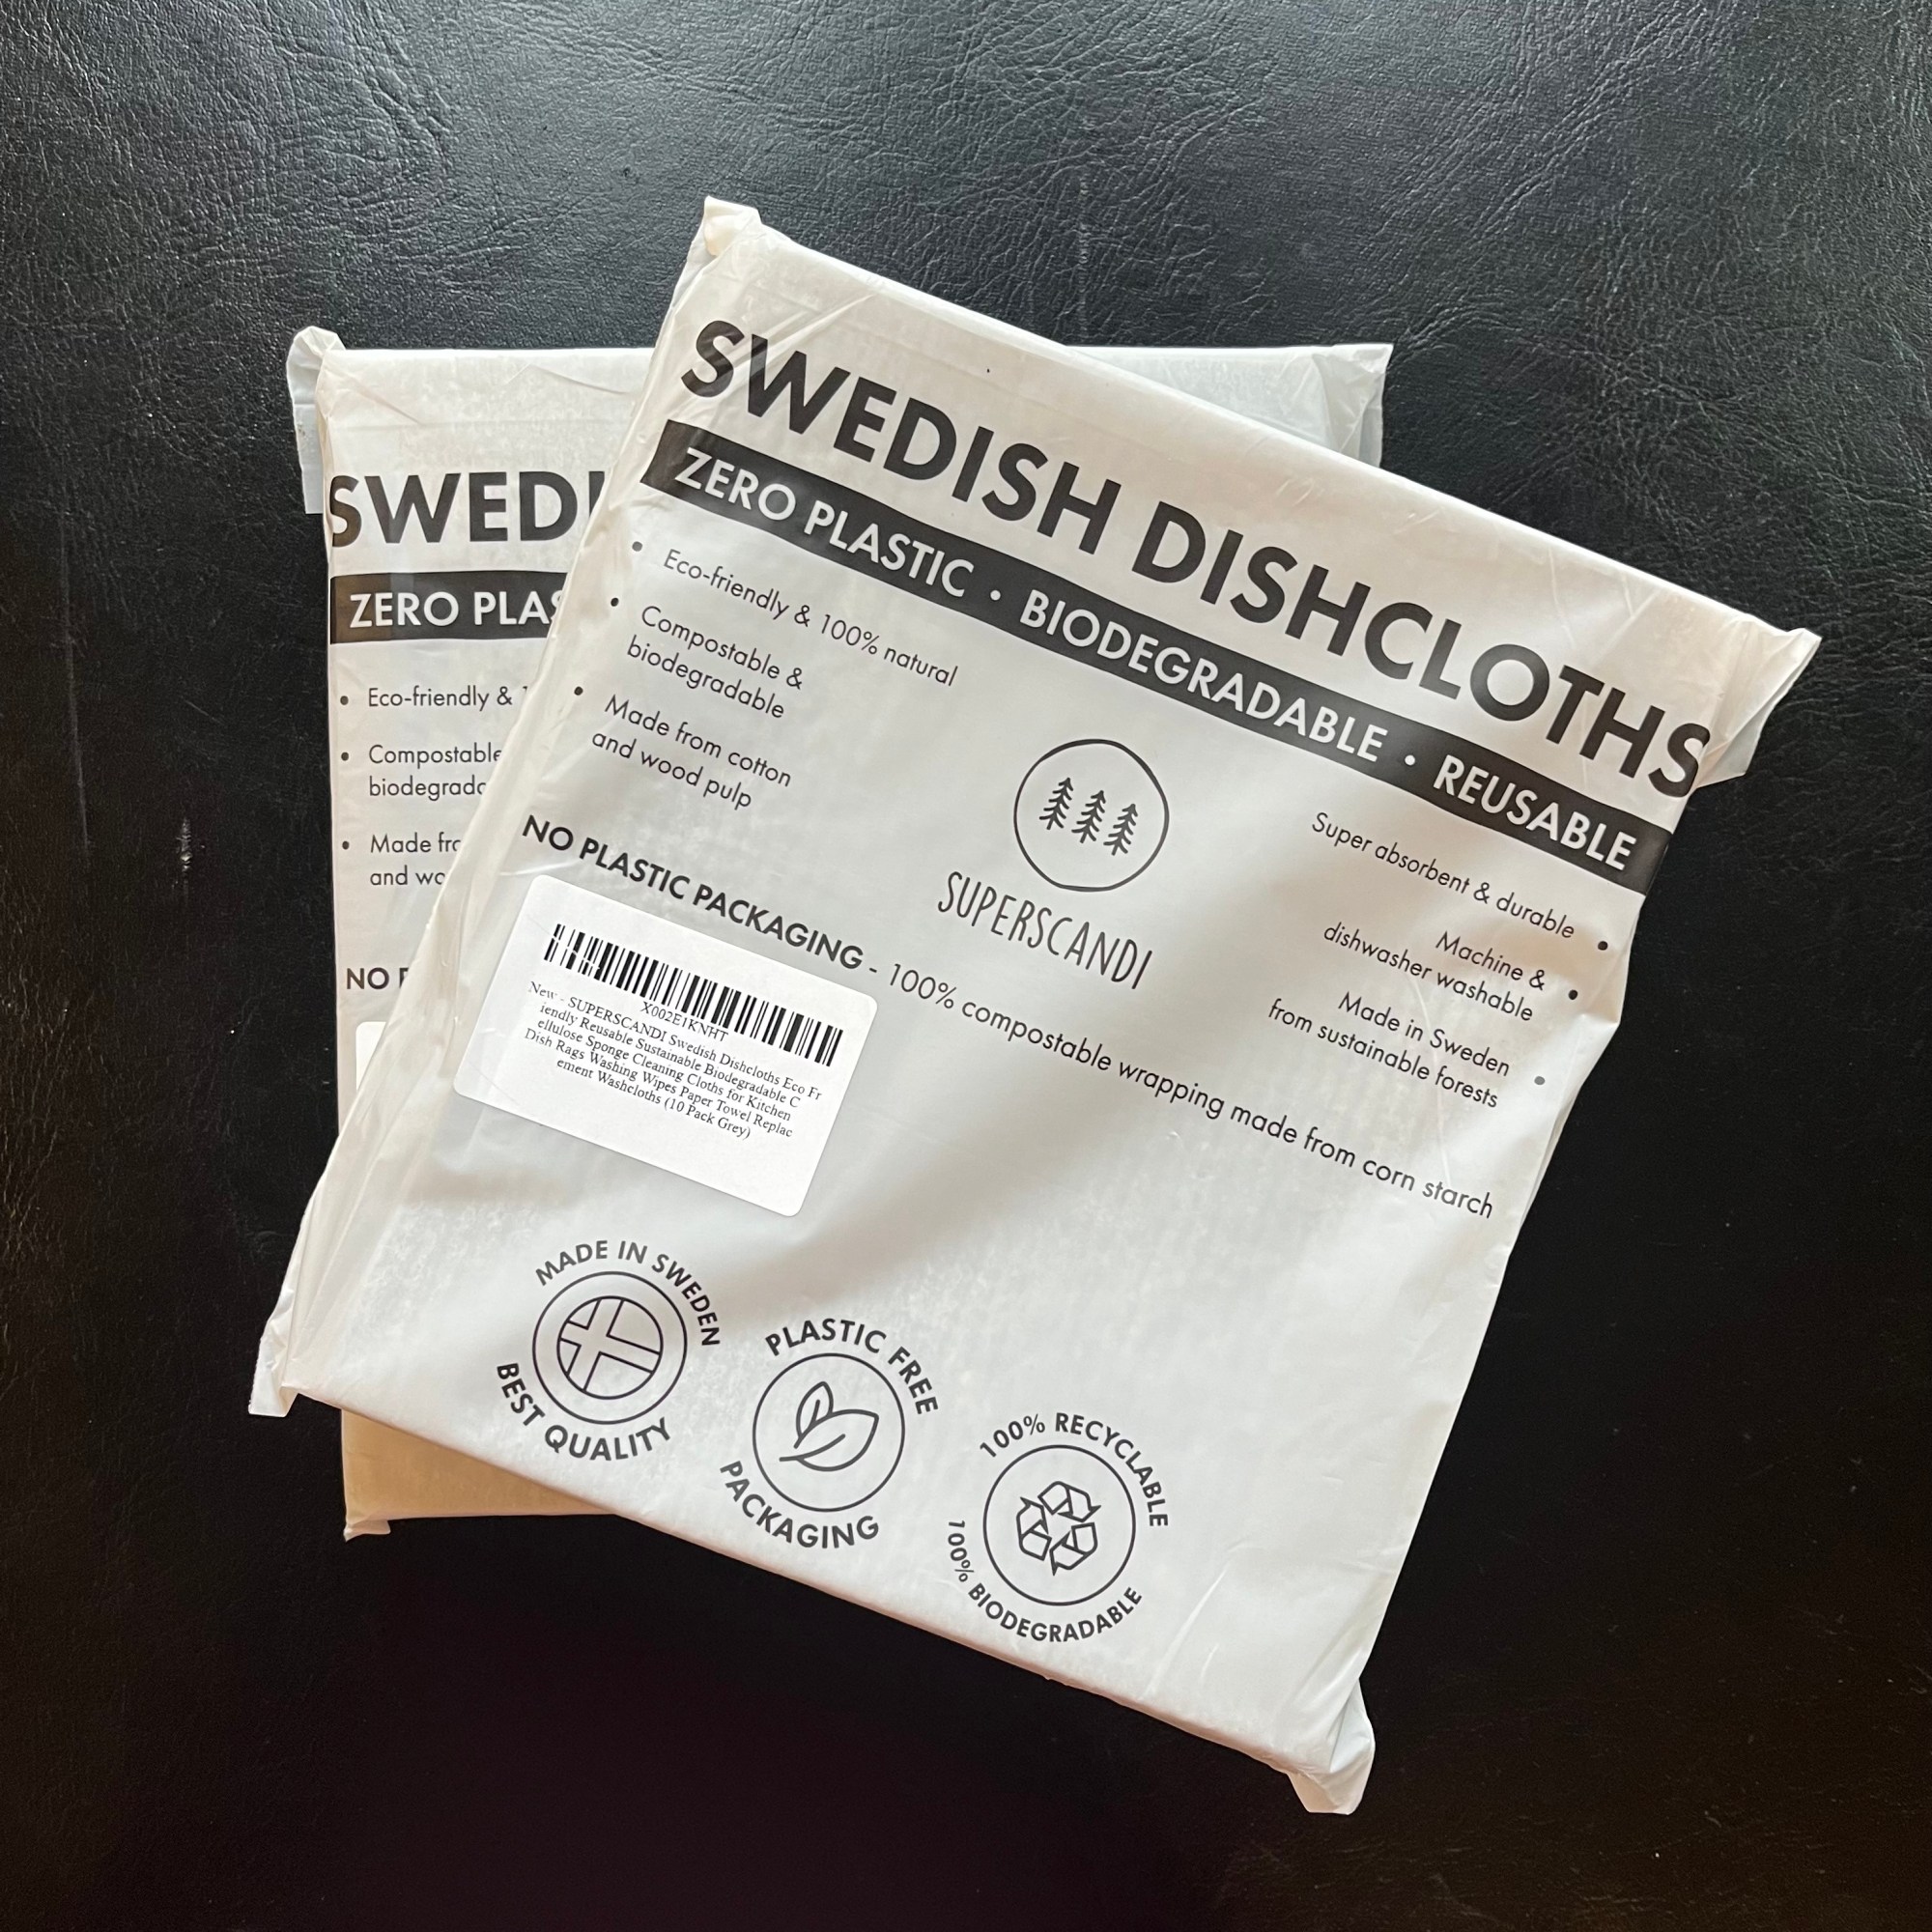 SWEDISH DISHCLOTHS
ZERO PLASTIC • BIODEGRADABLE • REUSABLE
• Eco-friendly & 100% natural
• Compostable &
biodegradable
• Made from cotton
and wood pulp
SUPERSCANDI
Super absorbent & durable •
Machine & •
dishwasher washable
Made in Sweden •
from sustainable forests
NO PLASTIC PACKAGING - 100% compostable wrapping made from corn starch
X002E1KNHT
New - SUPERSCANDI Swedish Dishcloths Eco Fr
iendly Reusable Sustainable Biodegradable C
ellulose Sponge Cleaning Cloths for Kitchen
Dish Rags Washing Wipes Paper Towel Replac
ement Washcloths (10 Pack Grey)
MADE IN SWEDEN
BEST QUALITY
PLASTIC FREE
PACKAGING
100% RECYCLABLE
100% BIODEGRADABLE
SWEDI
ZERO PLAS
• Eco-friendly & 1
• Compostable
biodegrada
• Made fro
and wo
NO P